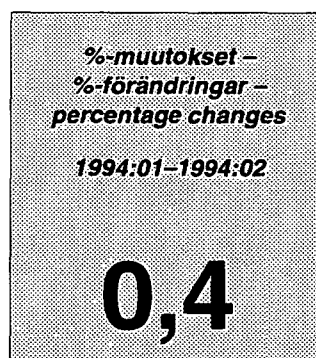 %-muutokset –
%-förändringar –
percentage changes
1994:01–1994:02
0,4